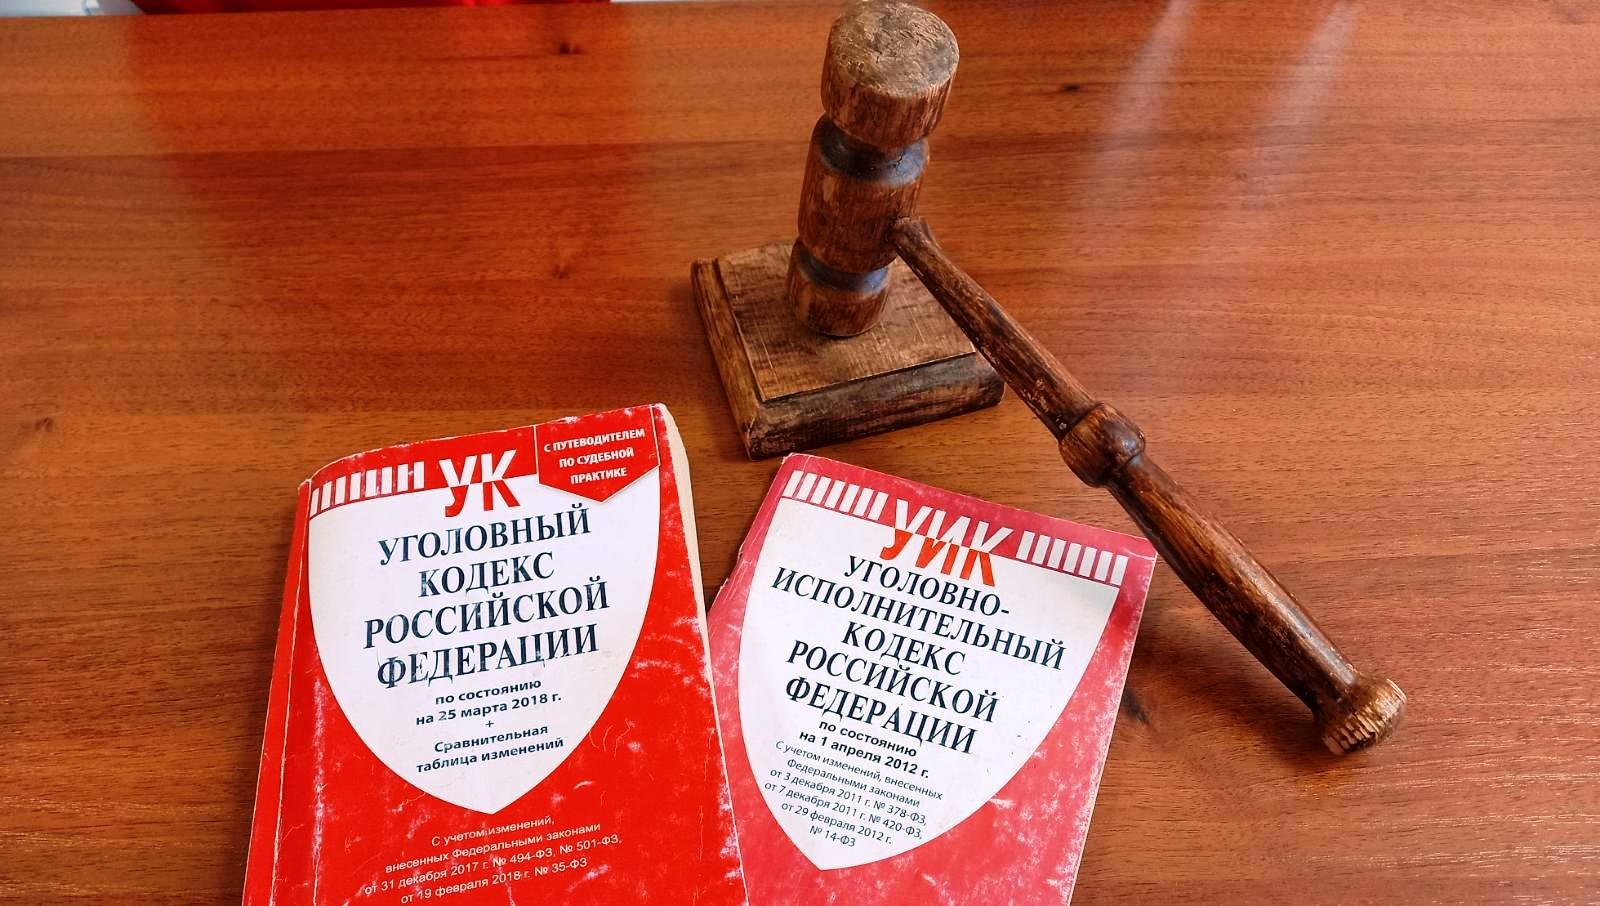 УК
С ПУТЕВОДИТЕЛЕМ
ПО СУДЕБНОЙ
ПРАКТИКЕ
УГОЛОВНЫЙ
КОДЕКС
РОССИЙСКОЙ
ФЕДЕРАЦИИ
по состоянию
на 25 марта 2018 г.
+
Сравнительная
таблица изменений
С учетом изменений,
внесенных Федеральными законами
от 31 декабря 2017 г. № 494-ФЗ, № 501-ФЗ,
от 19 февраля 2018 г. № 35-ФЗ
УИК
УГОЛОВНО-
ИСПОЛНИТЕЛЬНЫЙ
КОДЕКС
РОССИЙСКОЙ
ФЕДЕРАЦИИ
по состоянию
на 1 апреля 2012 г.
С учетом изменений, внесенных
Федеральными законами
от 3 декабря 2011 г. № 378-ФЗ,
от 7 декабря 2011 г. № 420-ФЗ,
от 29 февраля 2012 г.
№ 14-ФЗ